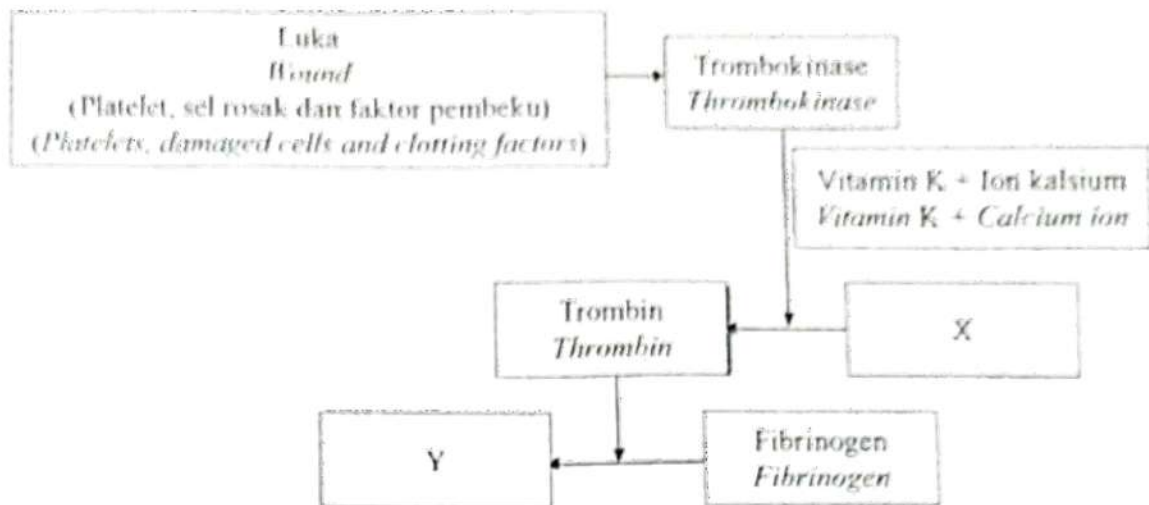 Luka
Wound
(Platelet, sel rosak dan faktor pembeku)
(Platelets, damaged cells and clotting factors)
Trombokinase
Thrombokinase
Vitamin K + Ion kalsium
Vitamin K + Calcium ion
Trombin
Thrombin
X
Y
Fibrinogen
Fibrinogen